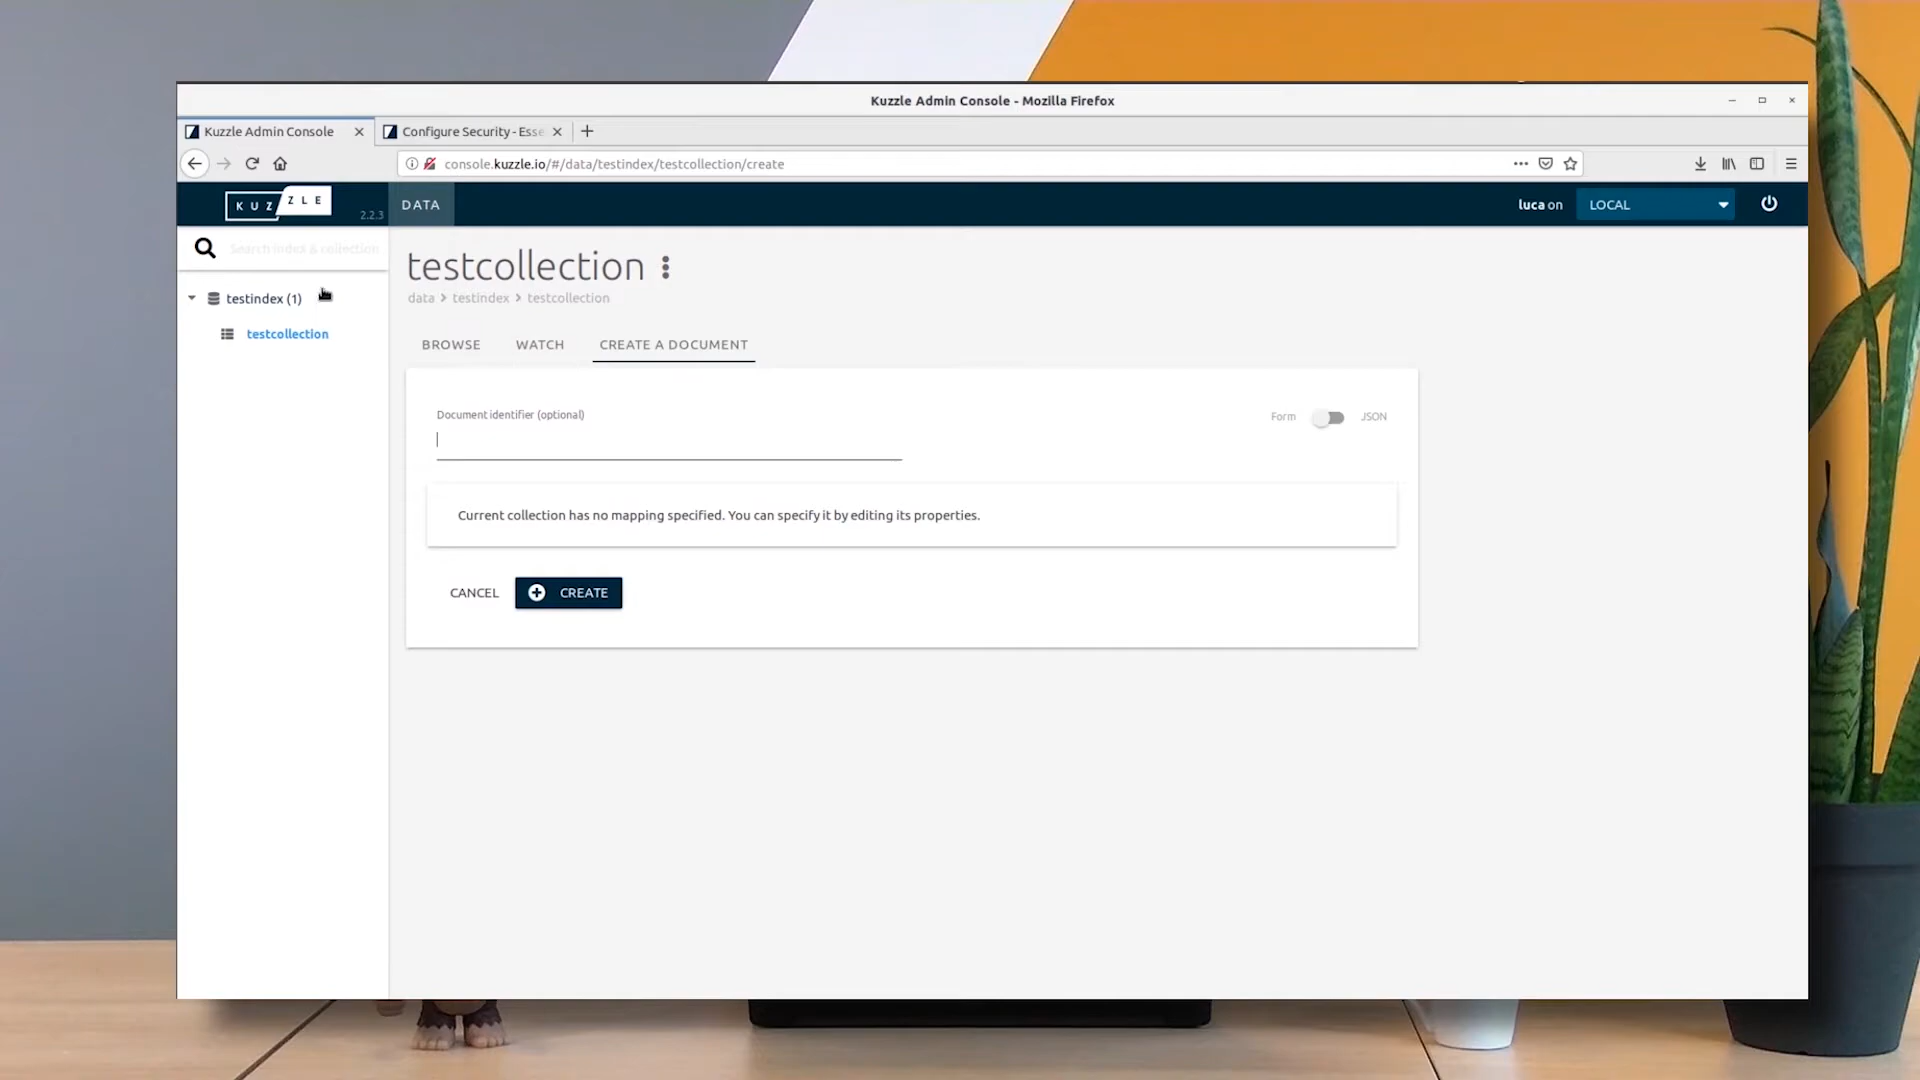 Kuzzle Admin Console - Mozilla Firefox
Kuzzle Admin Console
Configure Security - Esse
console.kuzzle.io/#/data/testindex/testcollection/create
KUZZLE
2.2.3
DATA
luca on
LOCAL
Search index & collection
testindex (1)
testcollection
testcollection
data > testindex > testcollection
BROWSE
WATCH
CREATE A DOCUMENT
Document identifier (optional)
Form
JSON
Current collection has no mapping specified. You can specify it by editing its properties.
CANCEL
CREATE